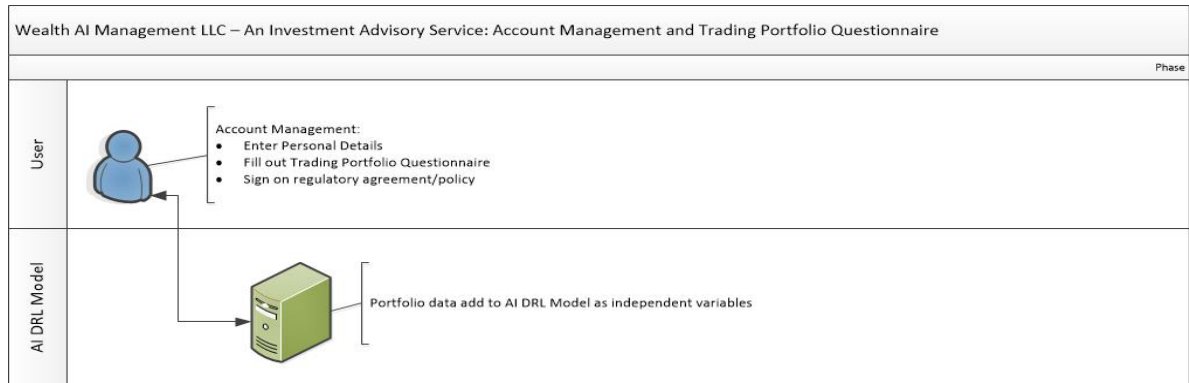 Wealth AI Management LLC – An Investment Advisory Service: Account Management and Trading Portfolio Questionnaire
Phase
User
Account Management:
• Enter Personal Details
• Fill out Trading Portfolio Questionnaire
• Sign on regulatory agreement/policy
AI DRL Model
Portfolio data add to AI DRL Model as independent variables